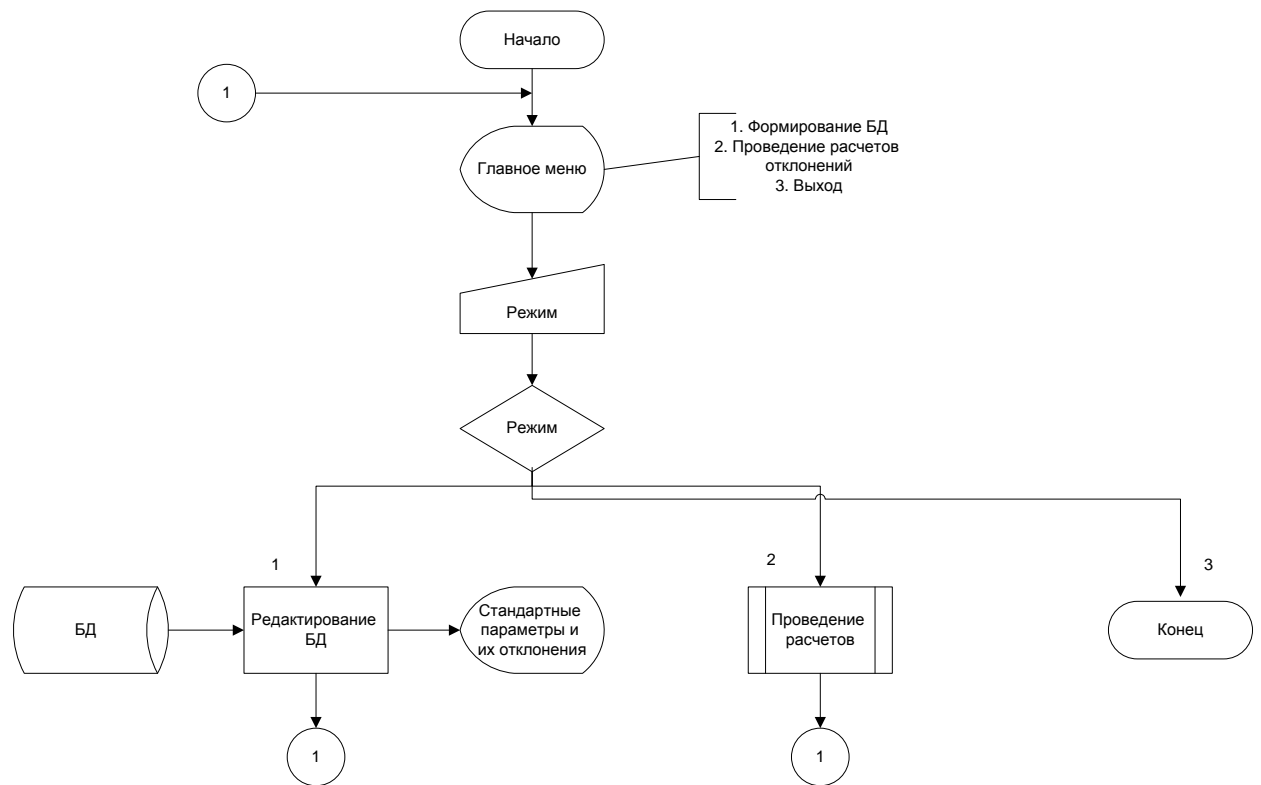 Начало
1
Главное меню
1. Формирование БД
2. Проведение расчетов
отклонений
3. Выход
Режим
Режим
1
2
3
БД
Редактирование
БД
Стандартные
параметры и
их отклонения
Проведение
расчетов
Конец
1
1